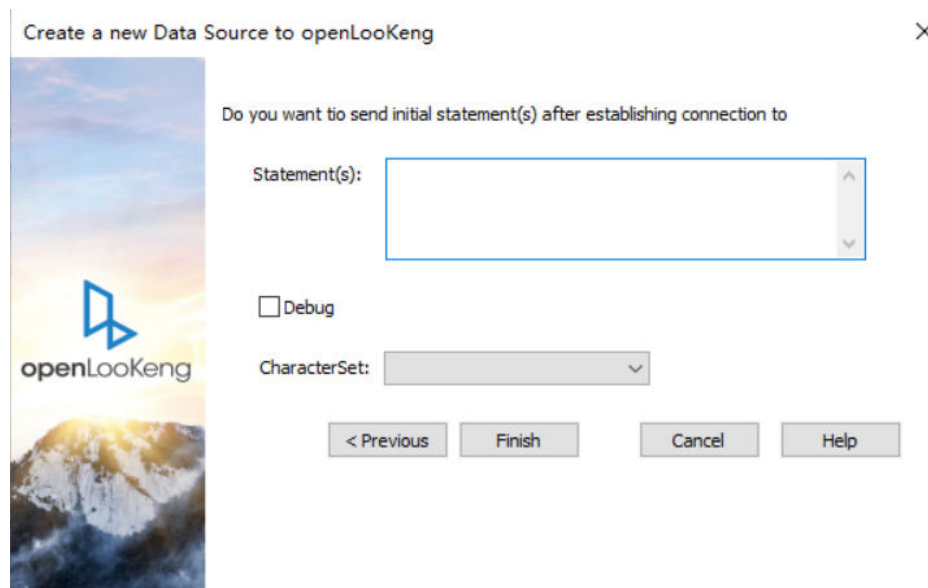 Create a new Data Source to openLooKeng
Do you want tio send initial statement(s) after establishing connection to
Statement(s):
Debug
openLooKeng
CharacterSet:
< Previous
Finish
Cancel
Help